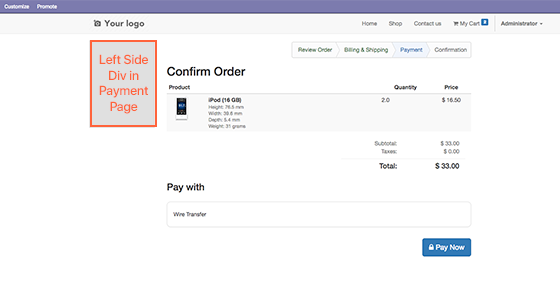 Customize Promote
Your logo Home Shop Contact us My Cart 2 Administrator
Left Side
Div in
Payment
Page
Review Order Billing & Shipping Payment Confirmation
Confirm Order
Product Quantity Price
iPod (16 GB) 2.0 $ 16.50
Height: 76.5 mm
Width: 39.6 mm
Depth: 5.4 mm
Weight: 31 grams
Subtotal: $ 33.00
Taxes: $ 0.00
Total: $ 33.00
Pay with
Wire Transfer
Pay Now